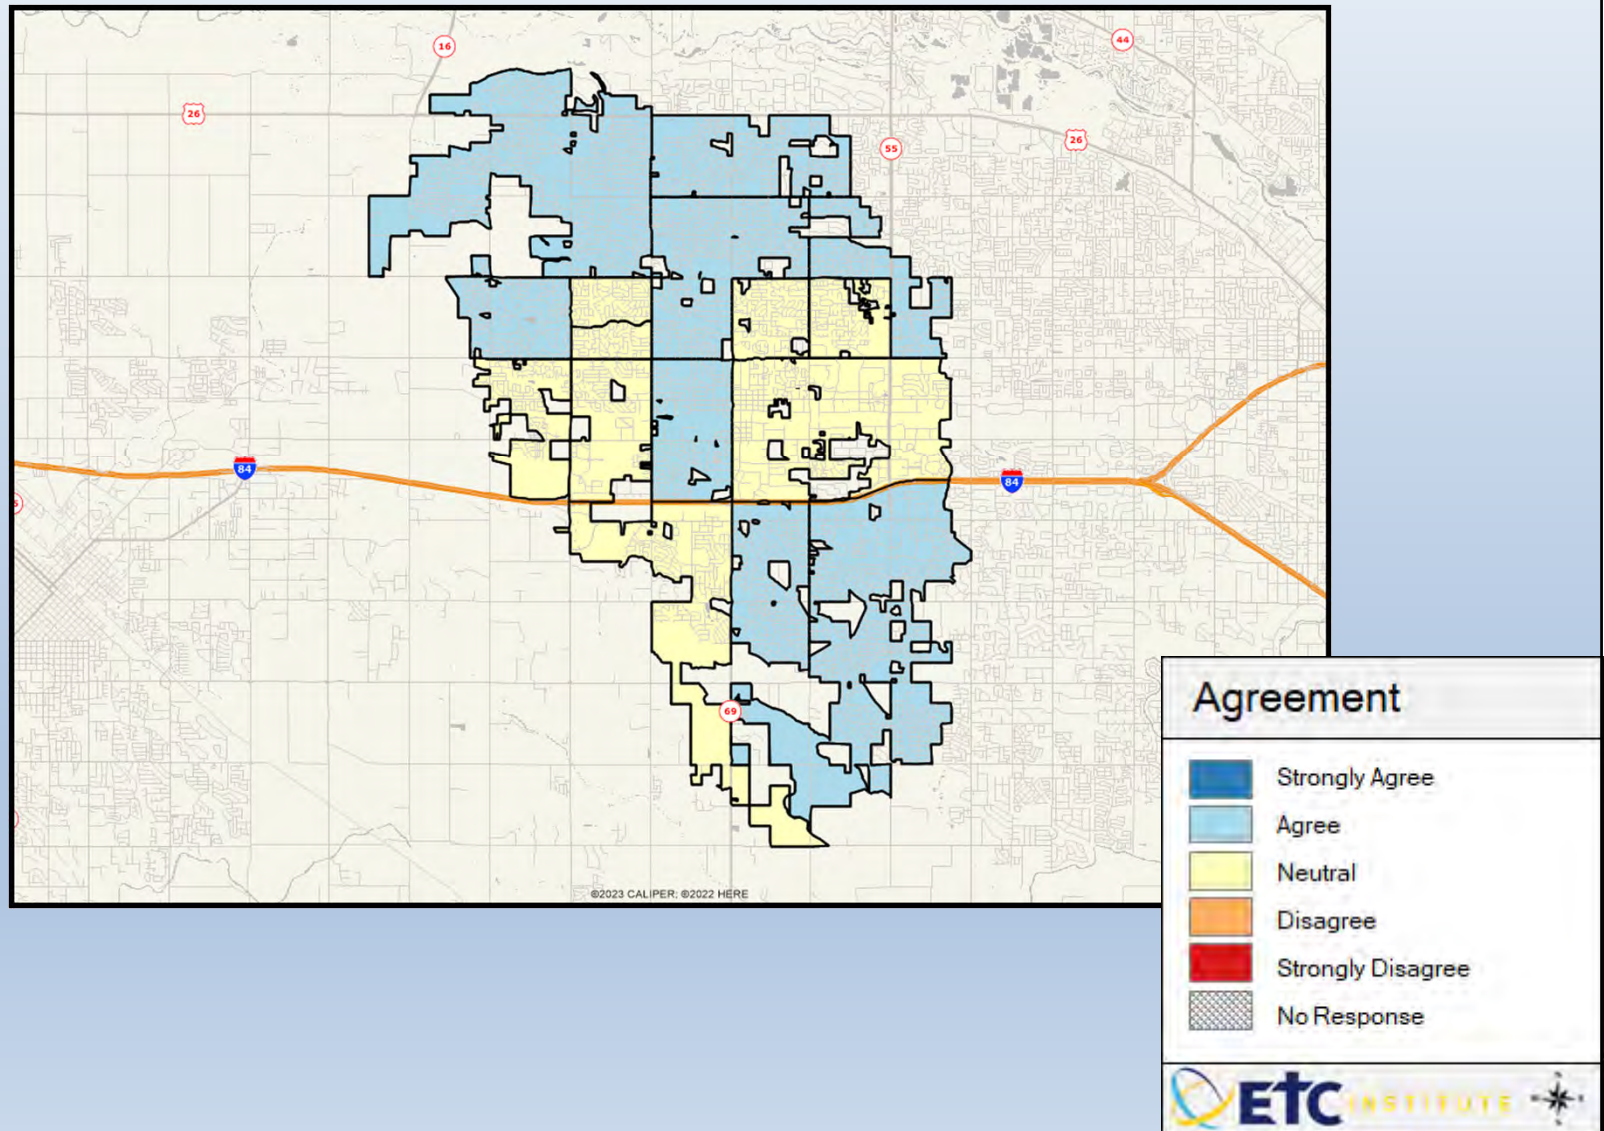 16
44
26
55
26
84
84
69
©2023 CALIPER; ©2022 HERE
Agreement
Strongly Agree
Agree
Neutral
Disagree
Strongly Disagree
No Response
ETC INSTITUTE